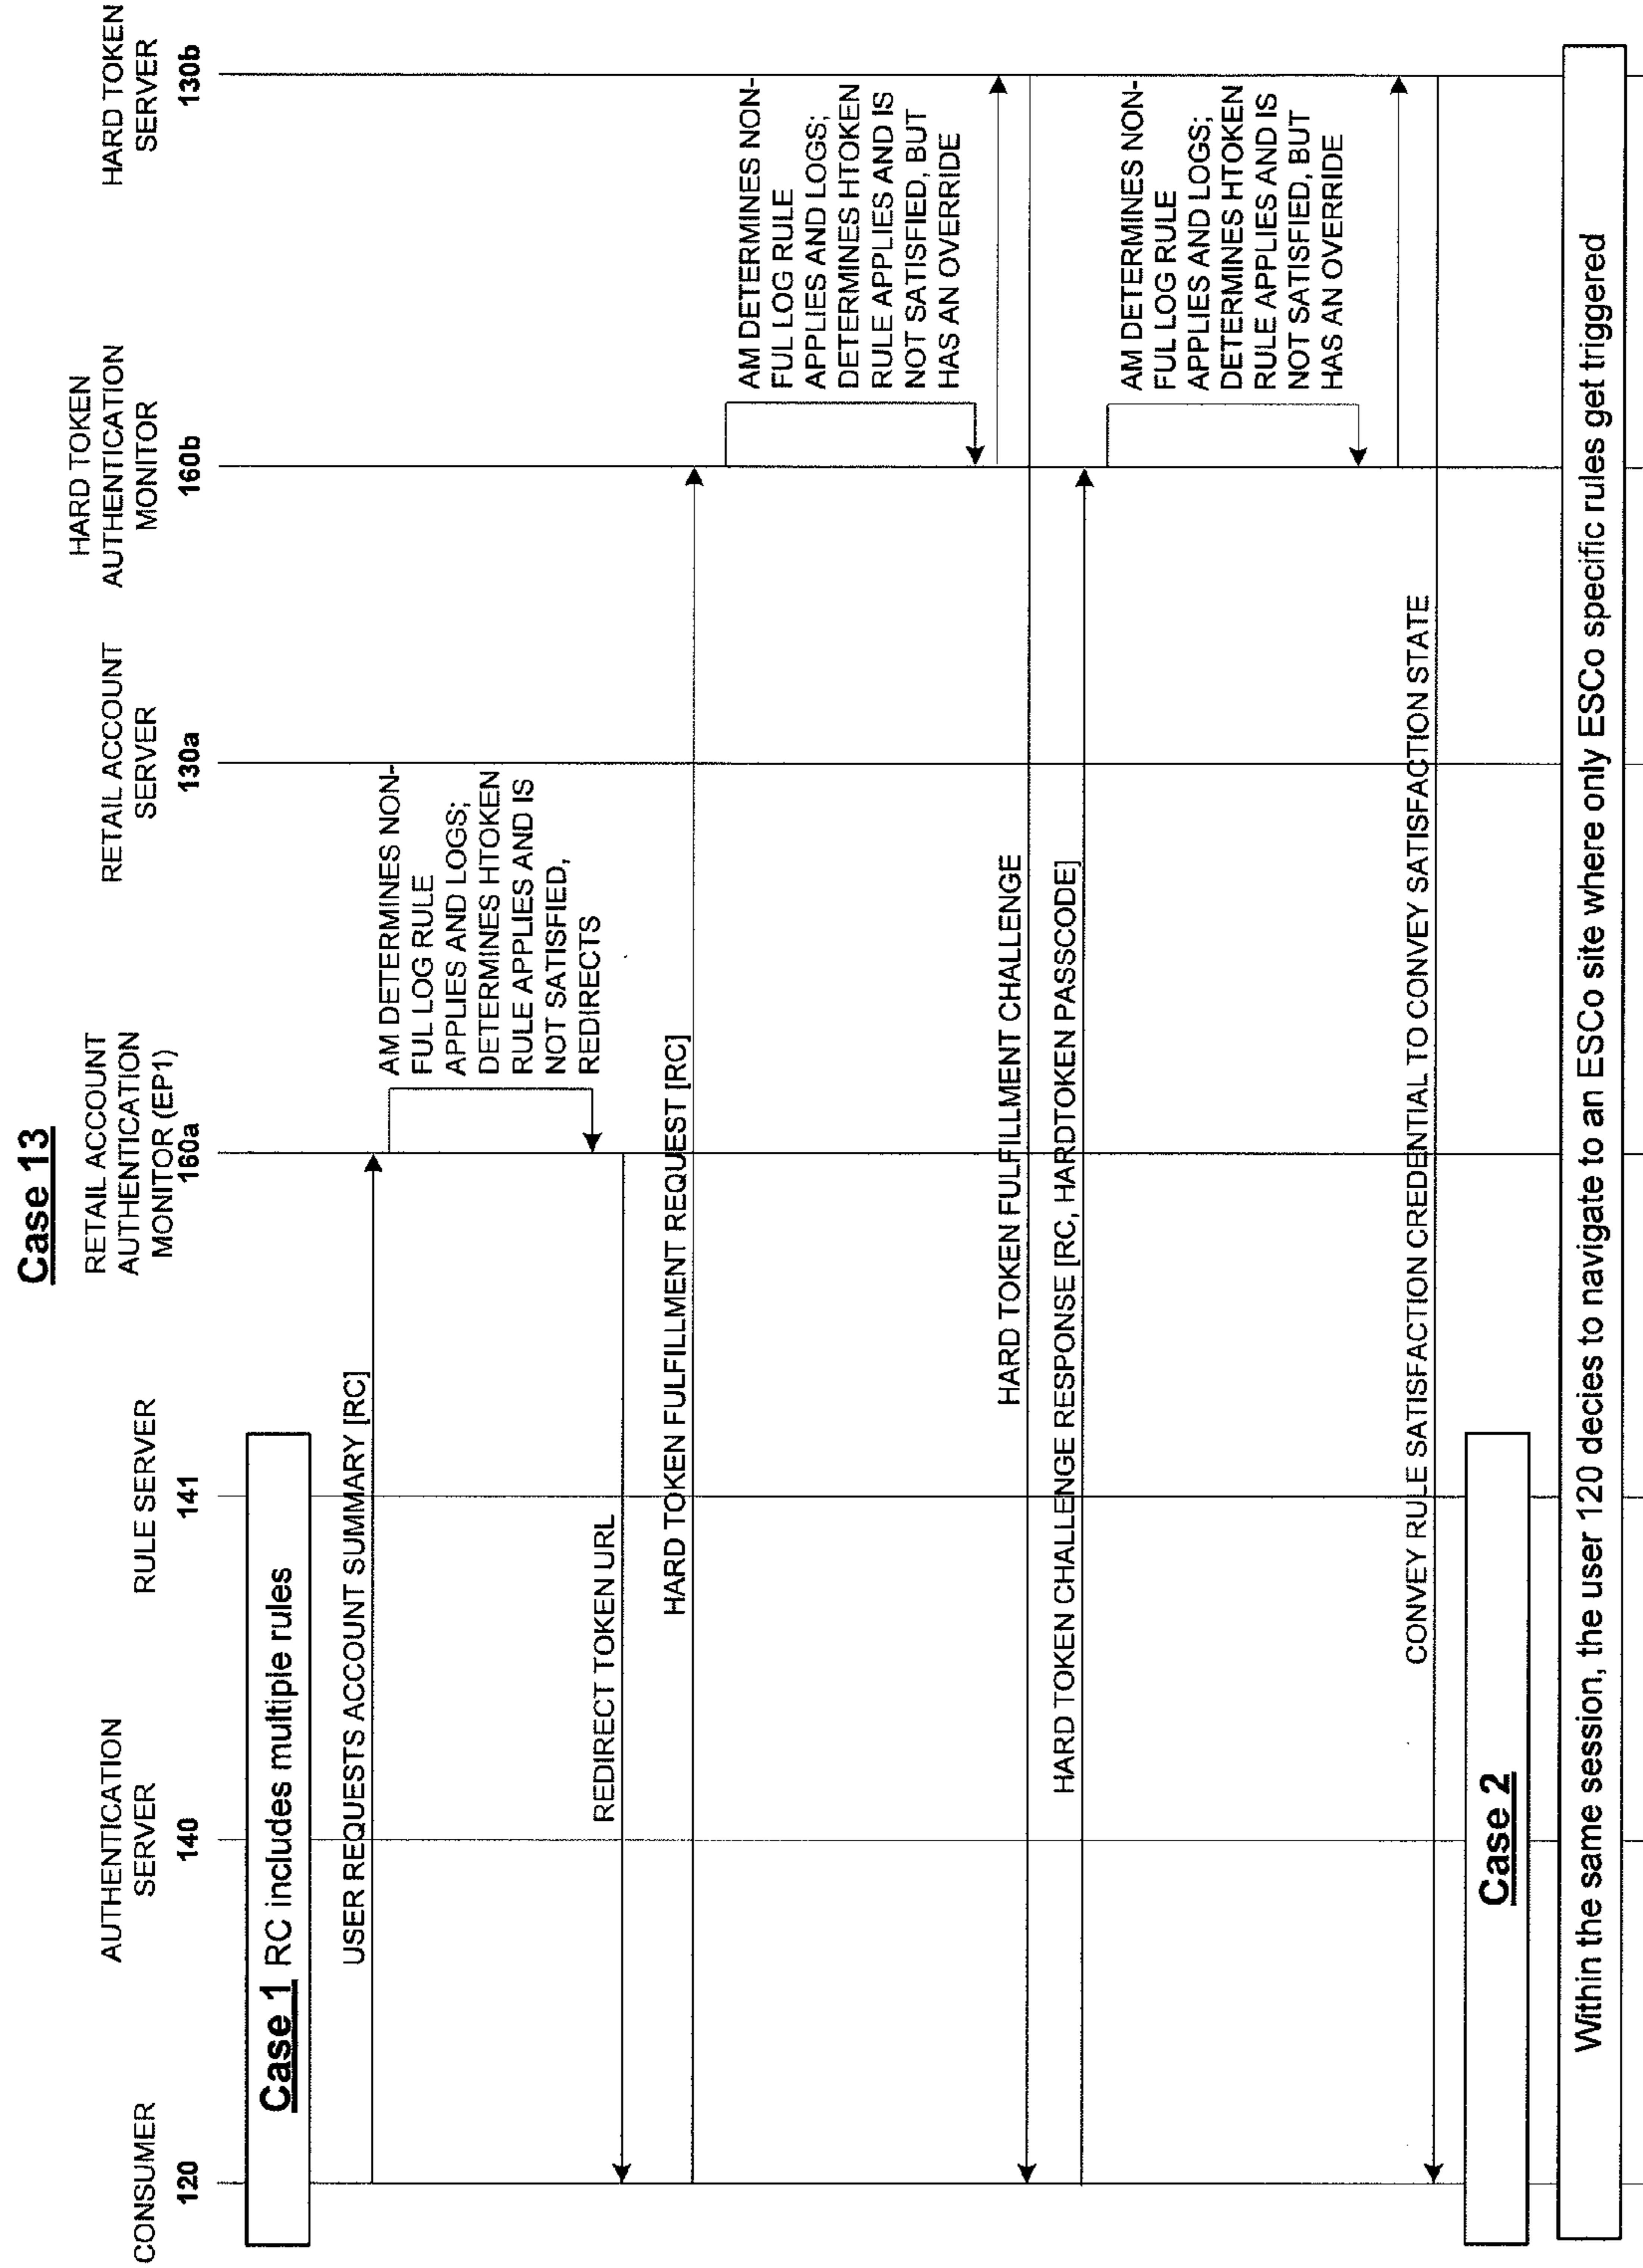 Case 13
CONSUMER
120
AUTHENTICATION
SERVER
140
RULE SERVER
141
RETAIL ACCOUNT
AUTHENTICATION
MONITOR (EP1)
160a
RETAIL ACCOUNT
SERVER
130a
HARD TOKEN
AUTHENTICATION
MONITOR
160b
HARD TOKEN
SERVER
130b
Case 1 RC includes multiple rules
USER REQUESTS ACCOUNT SUMMARY [RC]
AM DETERMINES NON-
FUL LOG RULE
APPLIES AND LOGS;
DETERMINES HTOKEN
RULE APPLIES AND IS
NOT SATISFIED,
REDIRECTS
REDIRECT TOKEN URL
HARD TOKEN FULFILLMENT REQUEST [RC]
AM DETERMINES NON-
FUL LOG RULE
APPLIES AND LOGS;
DETERMINES HTOKEN
RULE APPLIES AND IS
NOT SATISFIED, BUT
HAS AN OVERRIDE
HARD TOKEN FULFILLMENT CHALLENGE
HARD TOKEN CHALLENGE RESPONSE [RC, HARDTOKEN PASSCODE]
AM DETERMINES NON-
FUL LOG RULE
APPLIES AND LOGS;
DETERMINES HTOKEN
RULE APPLIES AND IS
NOT SATISFIED, BUT
HAS AN OVERRIDE
CONVEY RULE SATISFACTION CREDENTIAL TO CONVEY SATISFACTION STATE
Case 2
Within the same session, the user 120 decies to navigate to an ESCo site where only ESCo specific rules get triggered